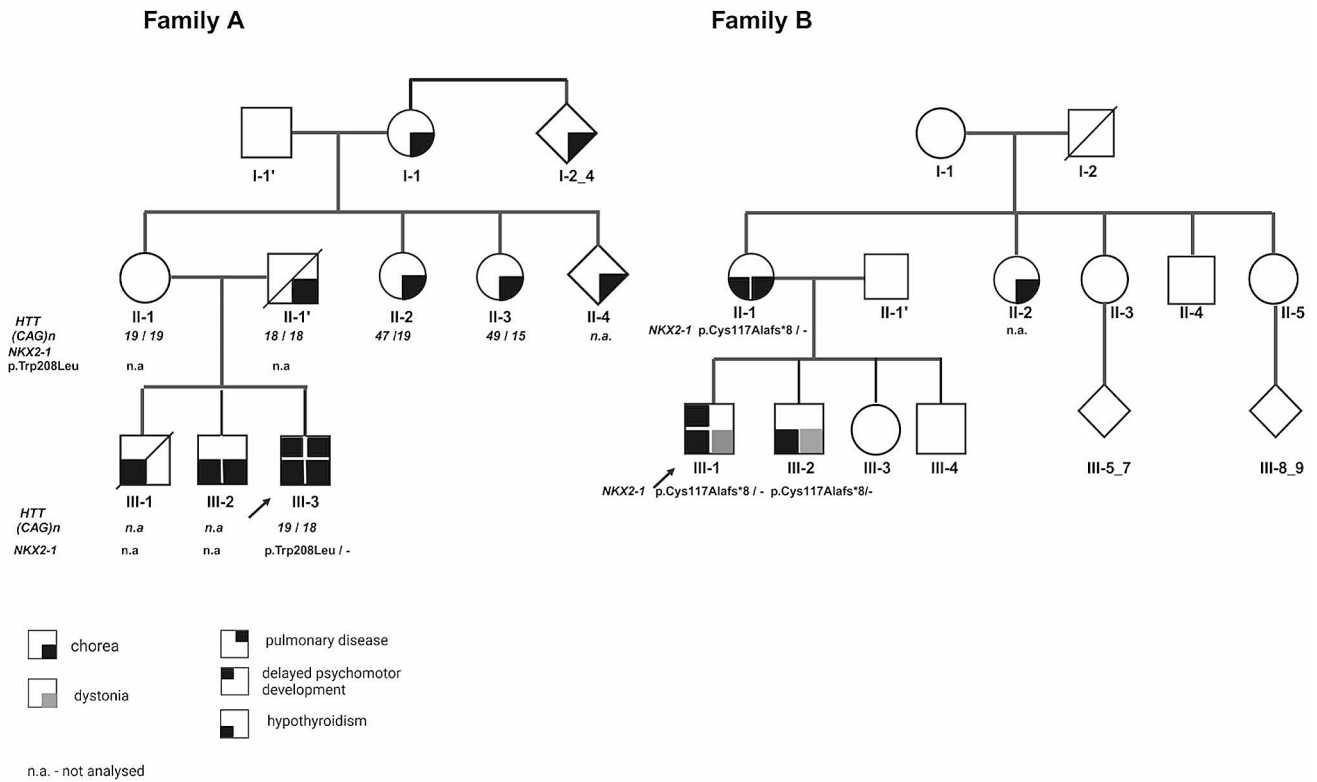 Family A
Family B
I-1'
I-1
I-2_4
I-1
I-2
II-1
II-1'
II-2
II-3
II-4
HTT
(CAG)n
19 / 19
18 / 18
47 /19
49 / 15
n.a.
NKX2-1
p.Trp208Leu
n.a
n.a
II-1
II-1'
II-2
II-3
II-4
II-5
NKX2-1 p.Cys117Alafs*8 / -
n.a.
III-1
III-2
III-3
HTT
(CAG)n
n.a
n.a
19 / 18
NKX2-1
n.a
n.a
p.Trp208Leu / -
III-1
III-2
III-3
III-4
III-5_7
III-8_9
NKX2-1 p.Cys117Alafs*8 / - p.Cys117Alafs*8/-
chorea
dystonia
pulmonary disease
delayed psychomotor
development
hypothyroidism
n.a. - not analysed